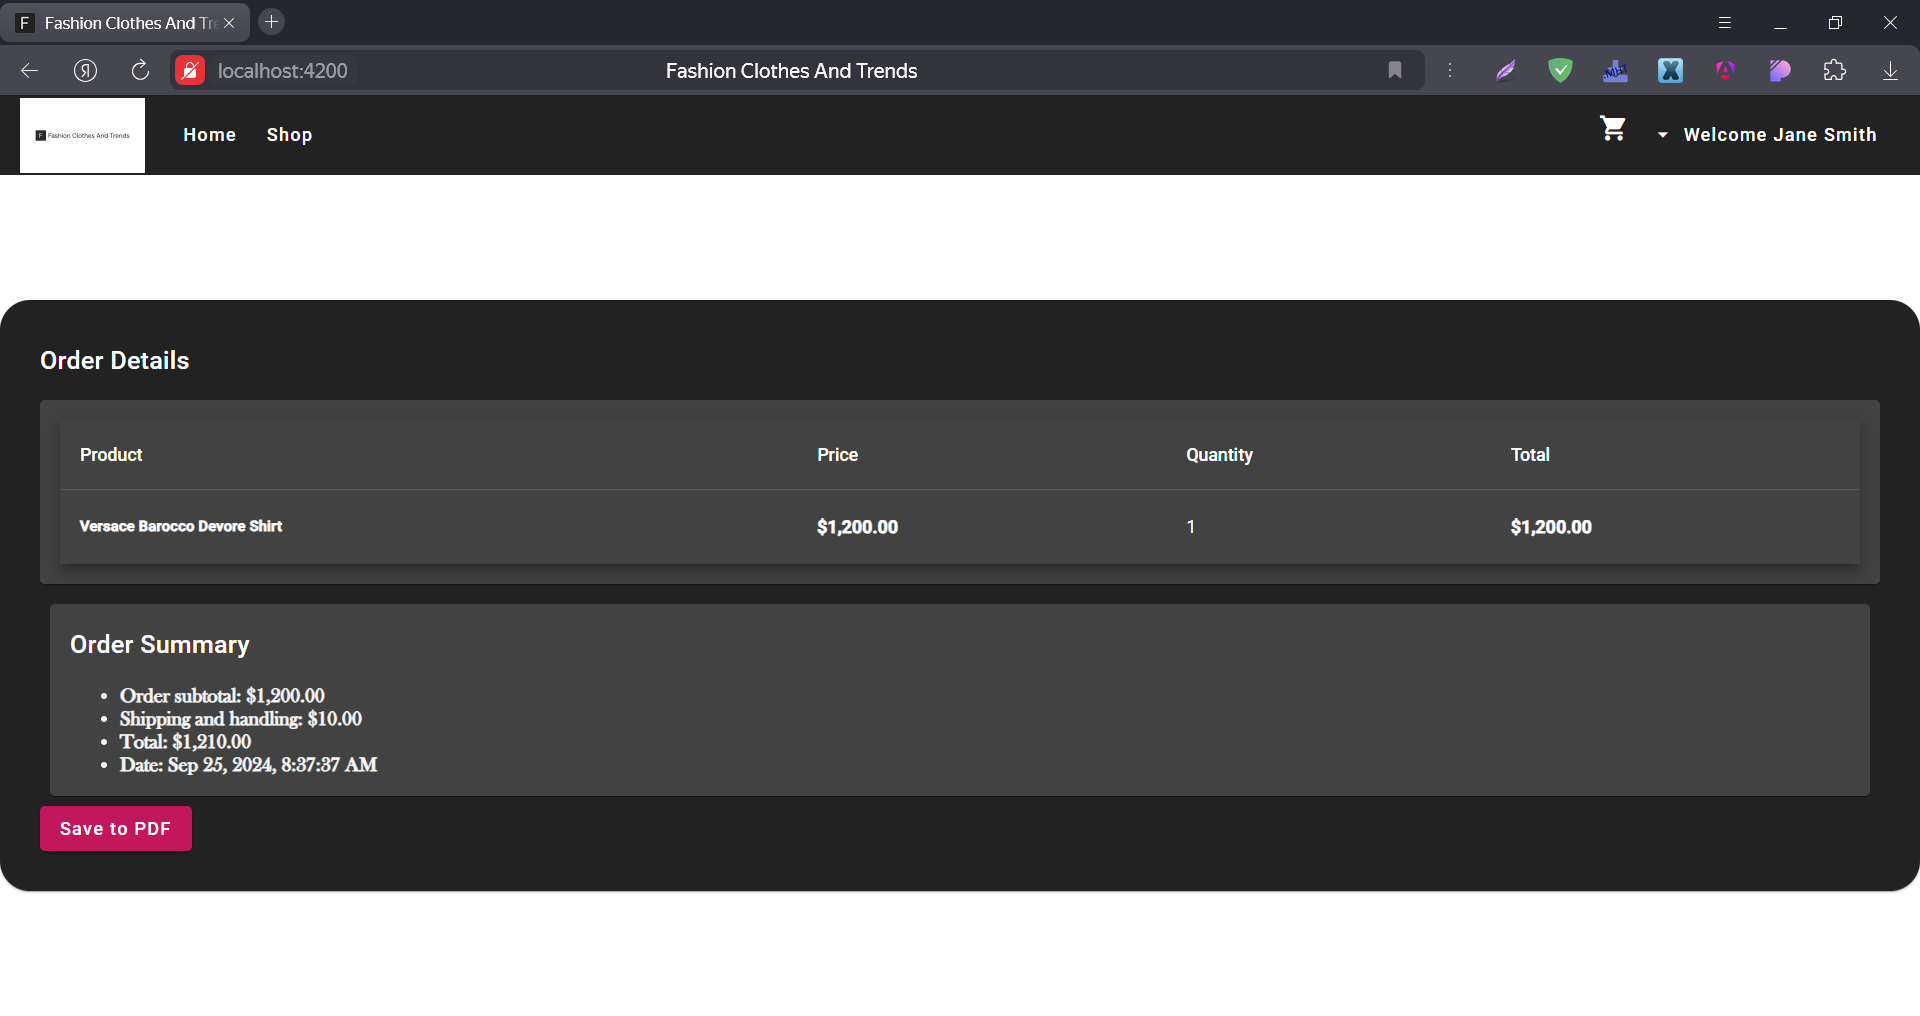 F Fashion Clothes And Tre
localhost:4200
Fashion Clothes And Trends
F Fashion Clothes And Trends
Home
Shop
Welcome Jane Smith
Order Details
Product Price Quantity Total
Versace Barocco Devore Shirt $1,200.00 1 $1,200.00
Order Summary
• Order subtotal: $1,200.00
• Shipping and handling: $10.00
• Total: $1,210.00
• Date: Sep 25, 2024, 8:37:37 AM
Save to PDF